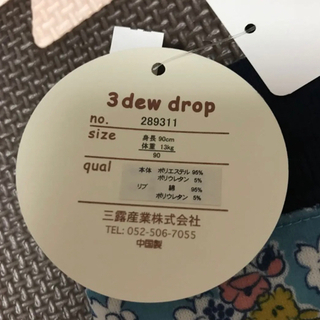 3 dew drop
no. 289311
size 身長 90cm
体重 13kg
90
qual 本体 ポリエステル 95%
ポリウレタン 5%
リブ 綿 95%
ポリウレタン 5%
三露産業株式会社
TEL: 052-506-7055
中国製